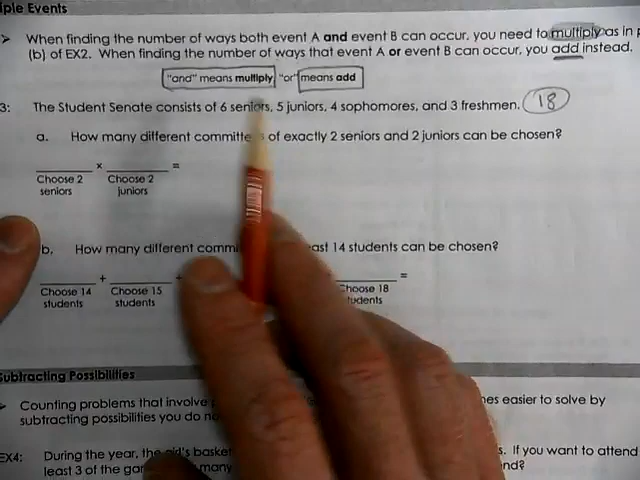 iple Events
When finding the number of ways both event A and event B can occur, you need to multiply as in p
(b) of EX2. When finding the number of ways that event A or event B can occur, you add instead.
"and" means multiply "or" means add
3: The Student Senate consists of 6 seniors, 5 juniors, 4 sophomores, and 3 freshmen. 18
a. How many different committe s of exactly 2 seniors and 2 juniors can be chosen?
× =
Choose 2 Choose 2
seniors juniors
b. How many different commi ast 14 students can be chosen?
+ + =
Choose 14 Choose 15 Choose 18
students students tudents
Subtracting Possibilities
Counting problems that involve nes easier to solve by
subtracting possibilities you do no
EX4: During the year, the girl's basket s. If you want to attend
least 3 of the gam many nd?